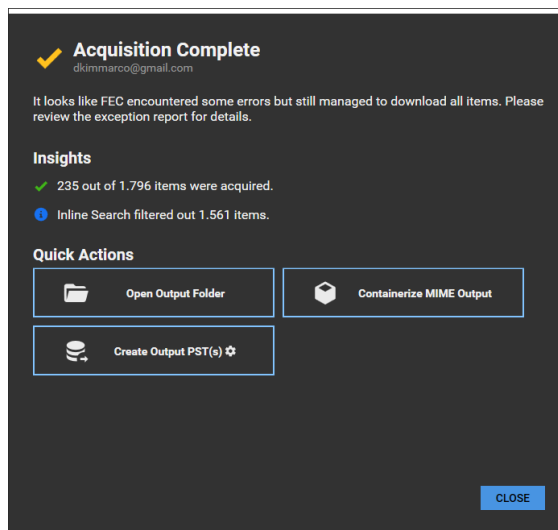 Acquisition Complete
dkimmarco@gmail.com
It looks like FEC encountered some errors but still managed to download all items. Please
review the exception report for details.
Insights
235 out of 1.796 items were acquired.
Inline Search filtered out 1.561 items.
Quick Actions
Open Output Folder
Containerize MIME Output
Create Output PST(s)
CLOSE